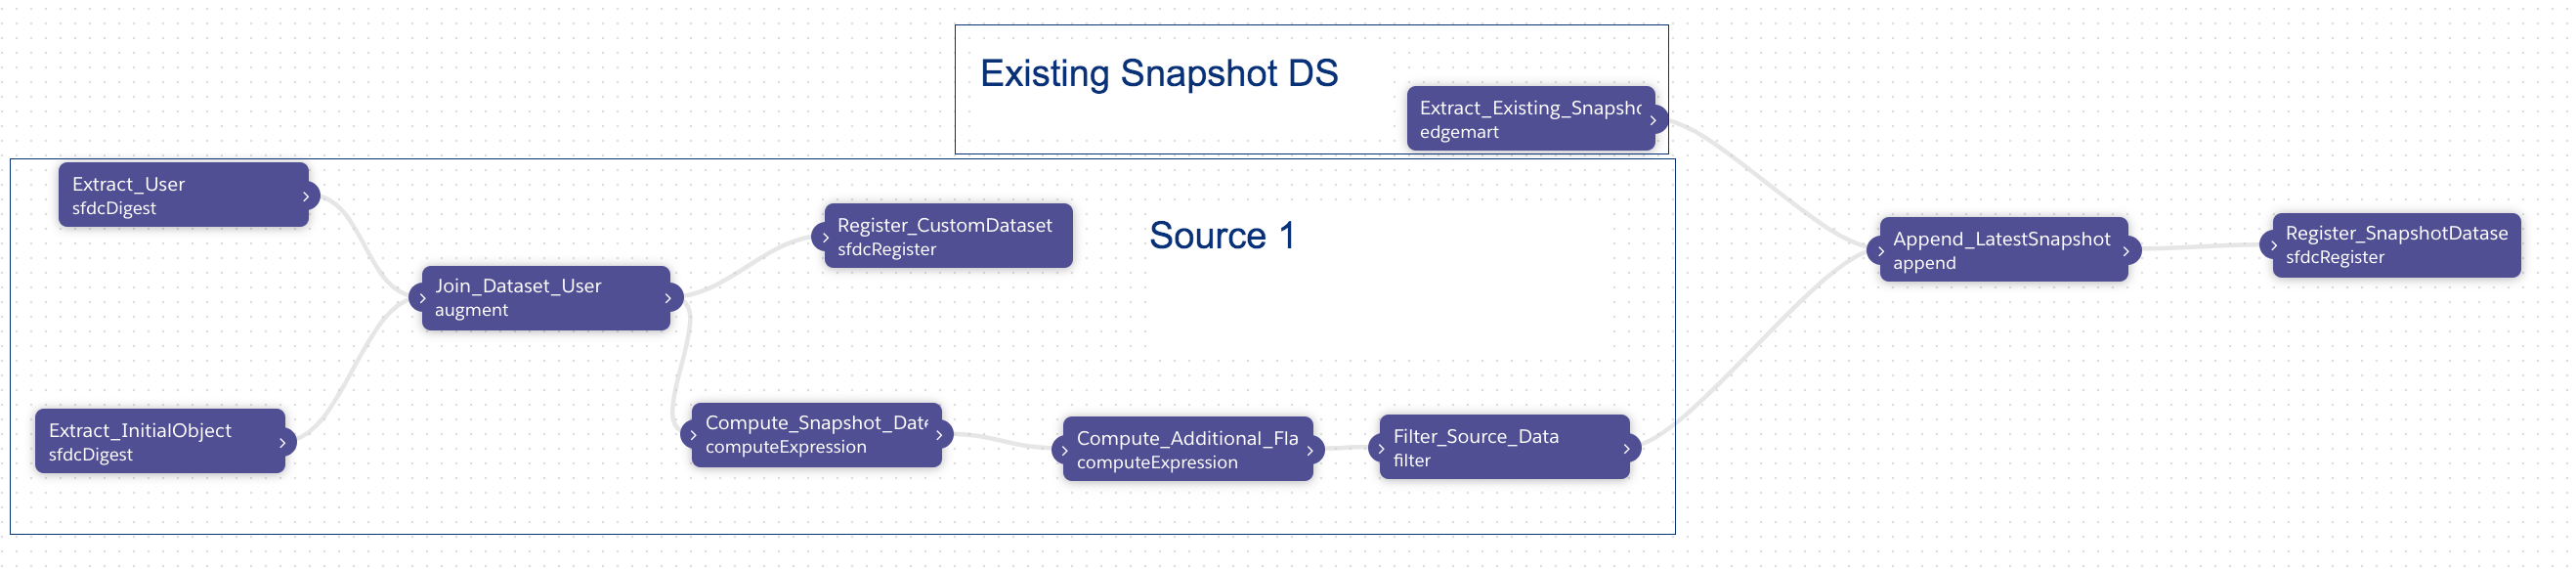 Existing Snapshot DS
Extract_Existing_Snapsho
edgemart
Extract_User
sfdcDigest
Register_CustomDataset
sfdcRegister
Source 1
Join_Dataset_User
augment
Append_LatestSnapshot
append
Register_SnapshotDatase
sfdcRegister
Extract_InitialObject
sfdcDigest
Compute_Snapshot_Date
computeExpression
Compute_Additional_Fla
computeExpression
Filter_Source_Data
filter